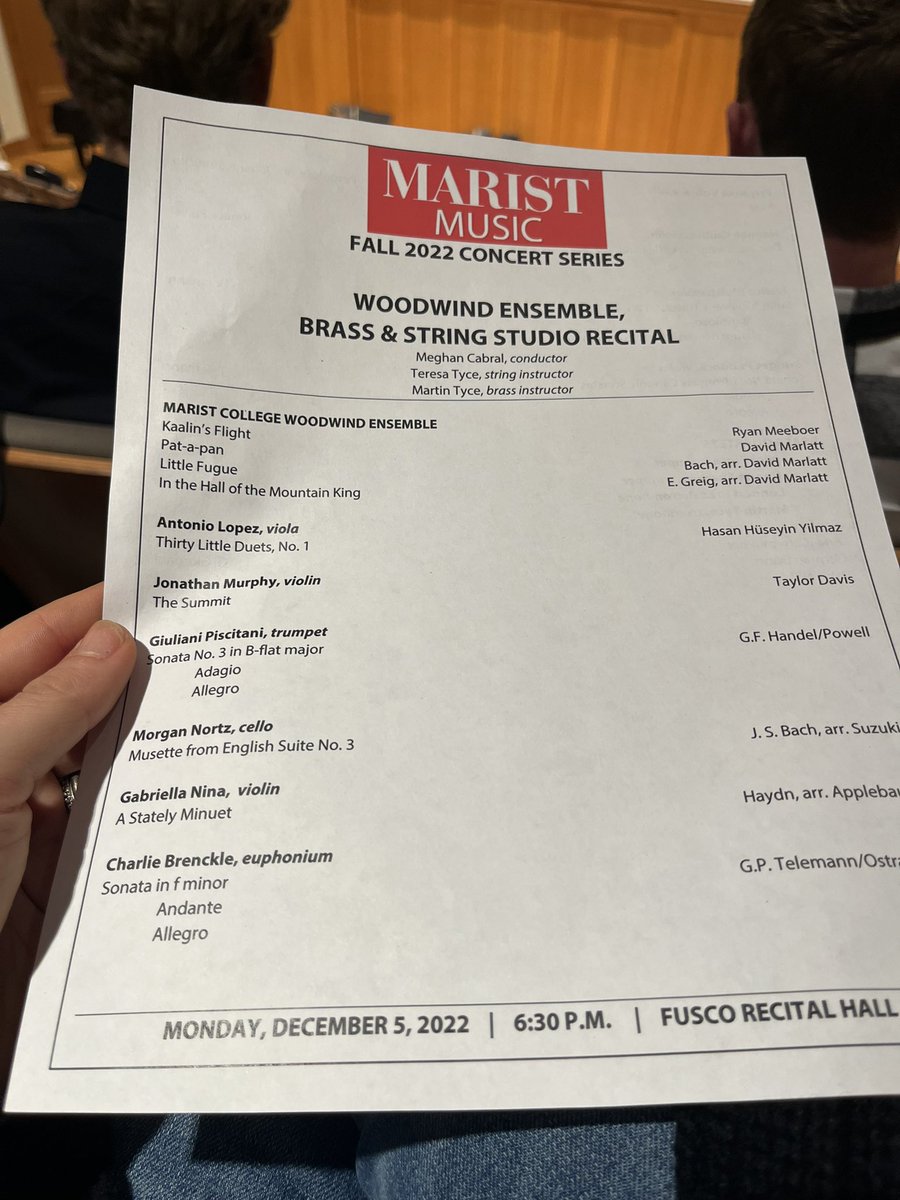 MARIST
MUSIC
FALL 2022 CONCERT SERIES
WOODWIND ENSEMBLE,
BRASS & STRING STUDIO RECITAL
Meghan Cabral, conductor
Teresa Tyce, string instructor
Martin Tyce, brass instructor
MARIST COLLEGE WOODWIND ENSEMBLE
Kaalin's Flight Ryan Meeboer
Pat-a-pan David Marlatt
Little Fugue Bach, arr. David Marlatt
In the Hall of the Mountain King E. Greig, arr. David Marlatt
Antonio Lopez, viola
Thirty Little Duets, No. 1 Hasan Hüseyin Yilmaz
Jonathan Murphy, violin
The Summit Taylor Davis
Giuliani Piscitani, trumpet
Sonata No. 3 in B-flat major G.F. Handel/Powell
Adagio
Allegro
Morgan Nortz, cello
Musette from English Suite No. 3 J. S. Bach, arr. Suzuki
Gabriella Nina, violin
A Stately Minuet Haydn, arr.
Charlie Brenckle, euphonium
Sonata in f minor G.P. Telemann/
Andante
Allegro
MONDAY, DECEMBER 5, 2022 | 6:30 P.M. | FUSCO RECITAL HALL